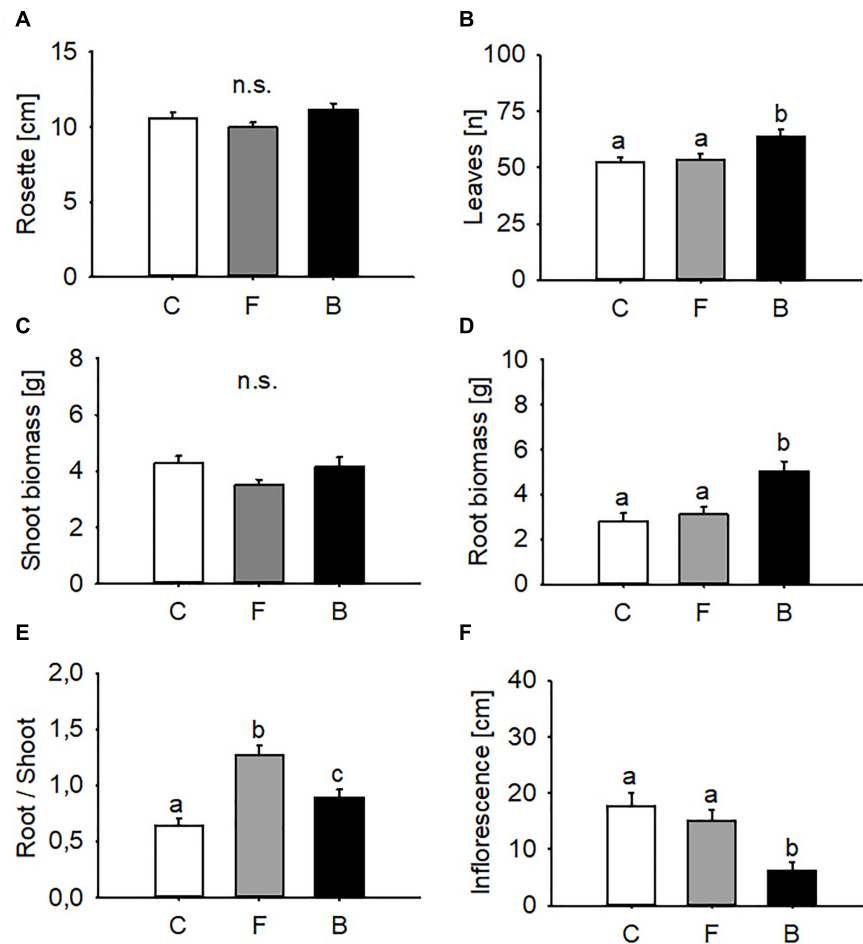 A
Rosette [cm]
15
10
5
0
n.s.
C F B
B
Leaves [n]
100
75
50
25
0
a a b
C F B
C
Shoot biomass [g]
8
6
4
2
0
n.s.
C F B
D
Root biomass [g]
10
8
6
4
2
0
a a b
C F B
E
Root / Shoot
2,0
1,5
1,0
0,5
0,0
a b c
C F B
F
Inflorescence [cm]
40
30
20
10
0
a a b
C F B